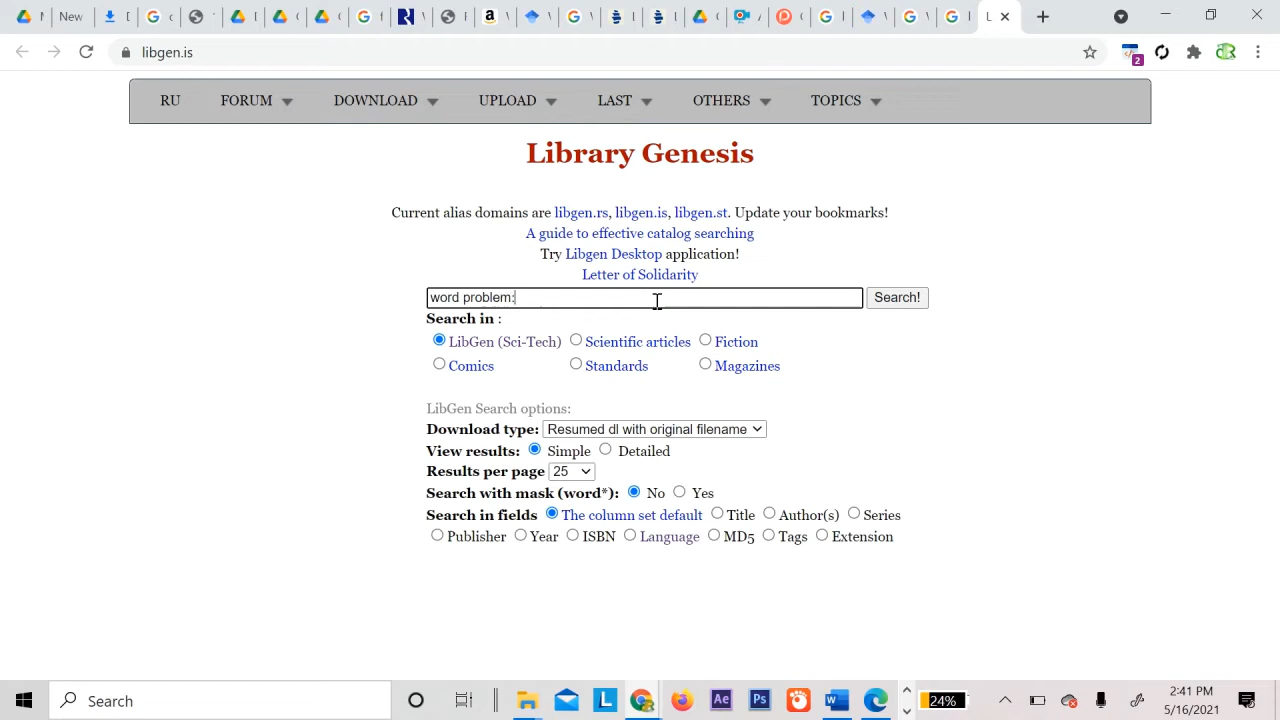 New
libgen.is
2
RU FORUM DOWNLOAD UPLOAD LAST OTHERS TOPICS
Library Genesis
Current alias domains are libgen.rs, libgen.is, libgen.st. Update your bookmarks!
A guide to effective catalog searching
Try Libgen Desktop application!
Letter of Solidarity
word problem: Search!
Search in :
LibGen (Sci-Tech) Scientific articles Fiction
Comics Standards Magazines
LibGen Search options:
Download type: Resumed dl with original filename
View results: Simple Detailed
Results per page 25
Search with mask (word*): No Yes
Search in fields The column set default Title Author(s) Series
Publisher Year ISBN Language MD5 Tags Extension
Search L Ae Ps W 24% 2:41 PM
5/16/2021